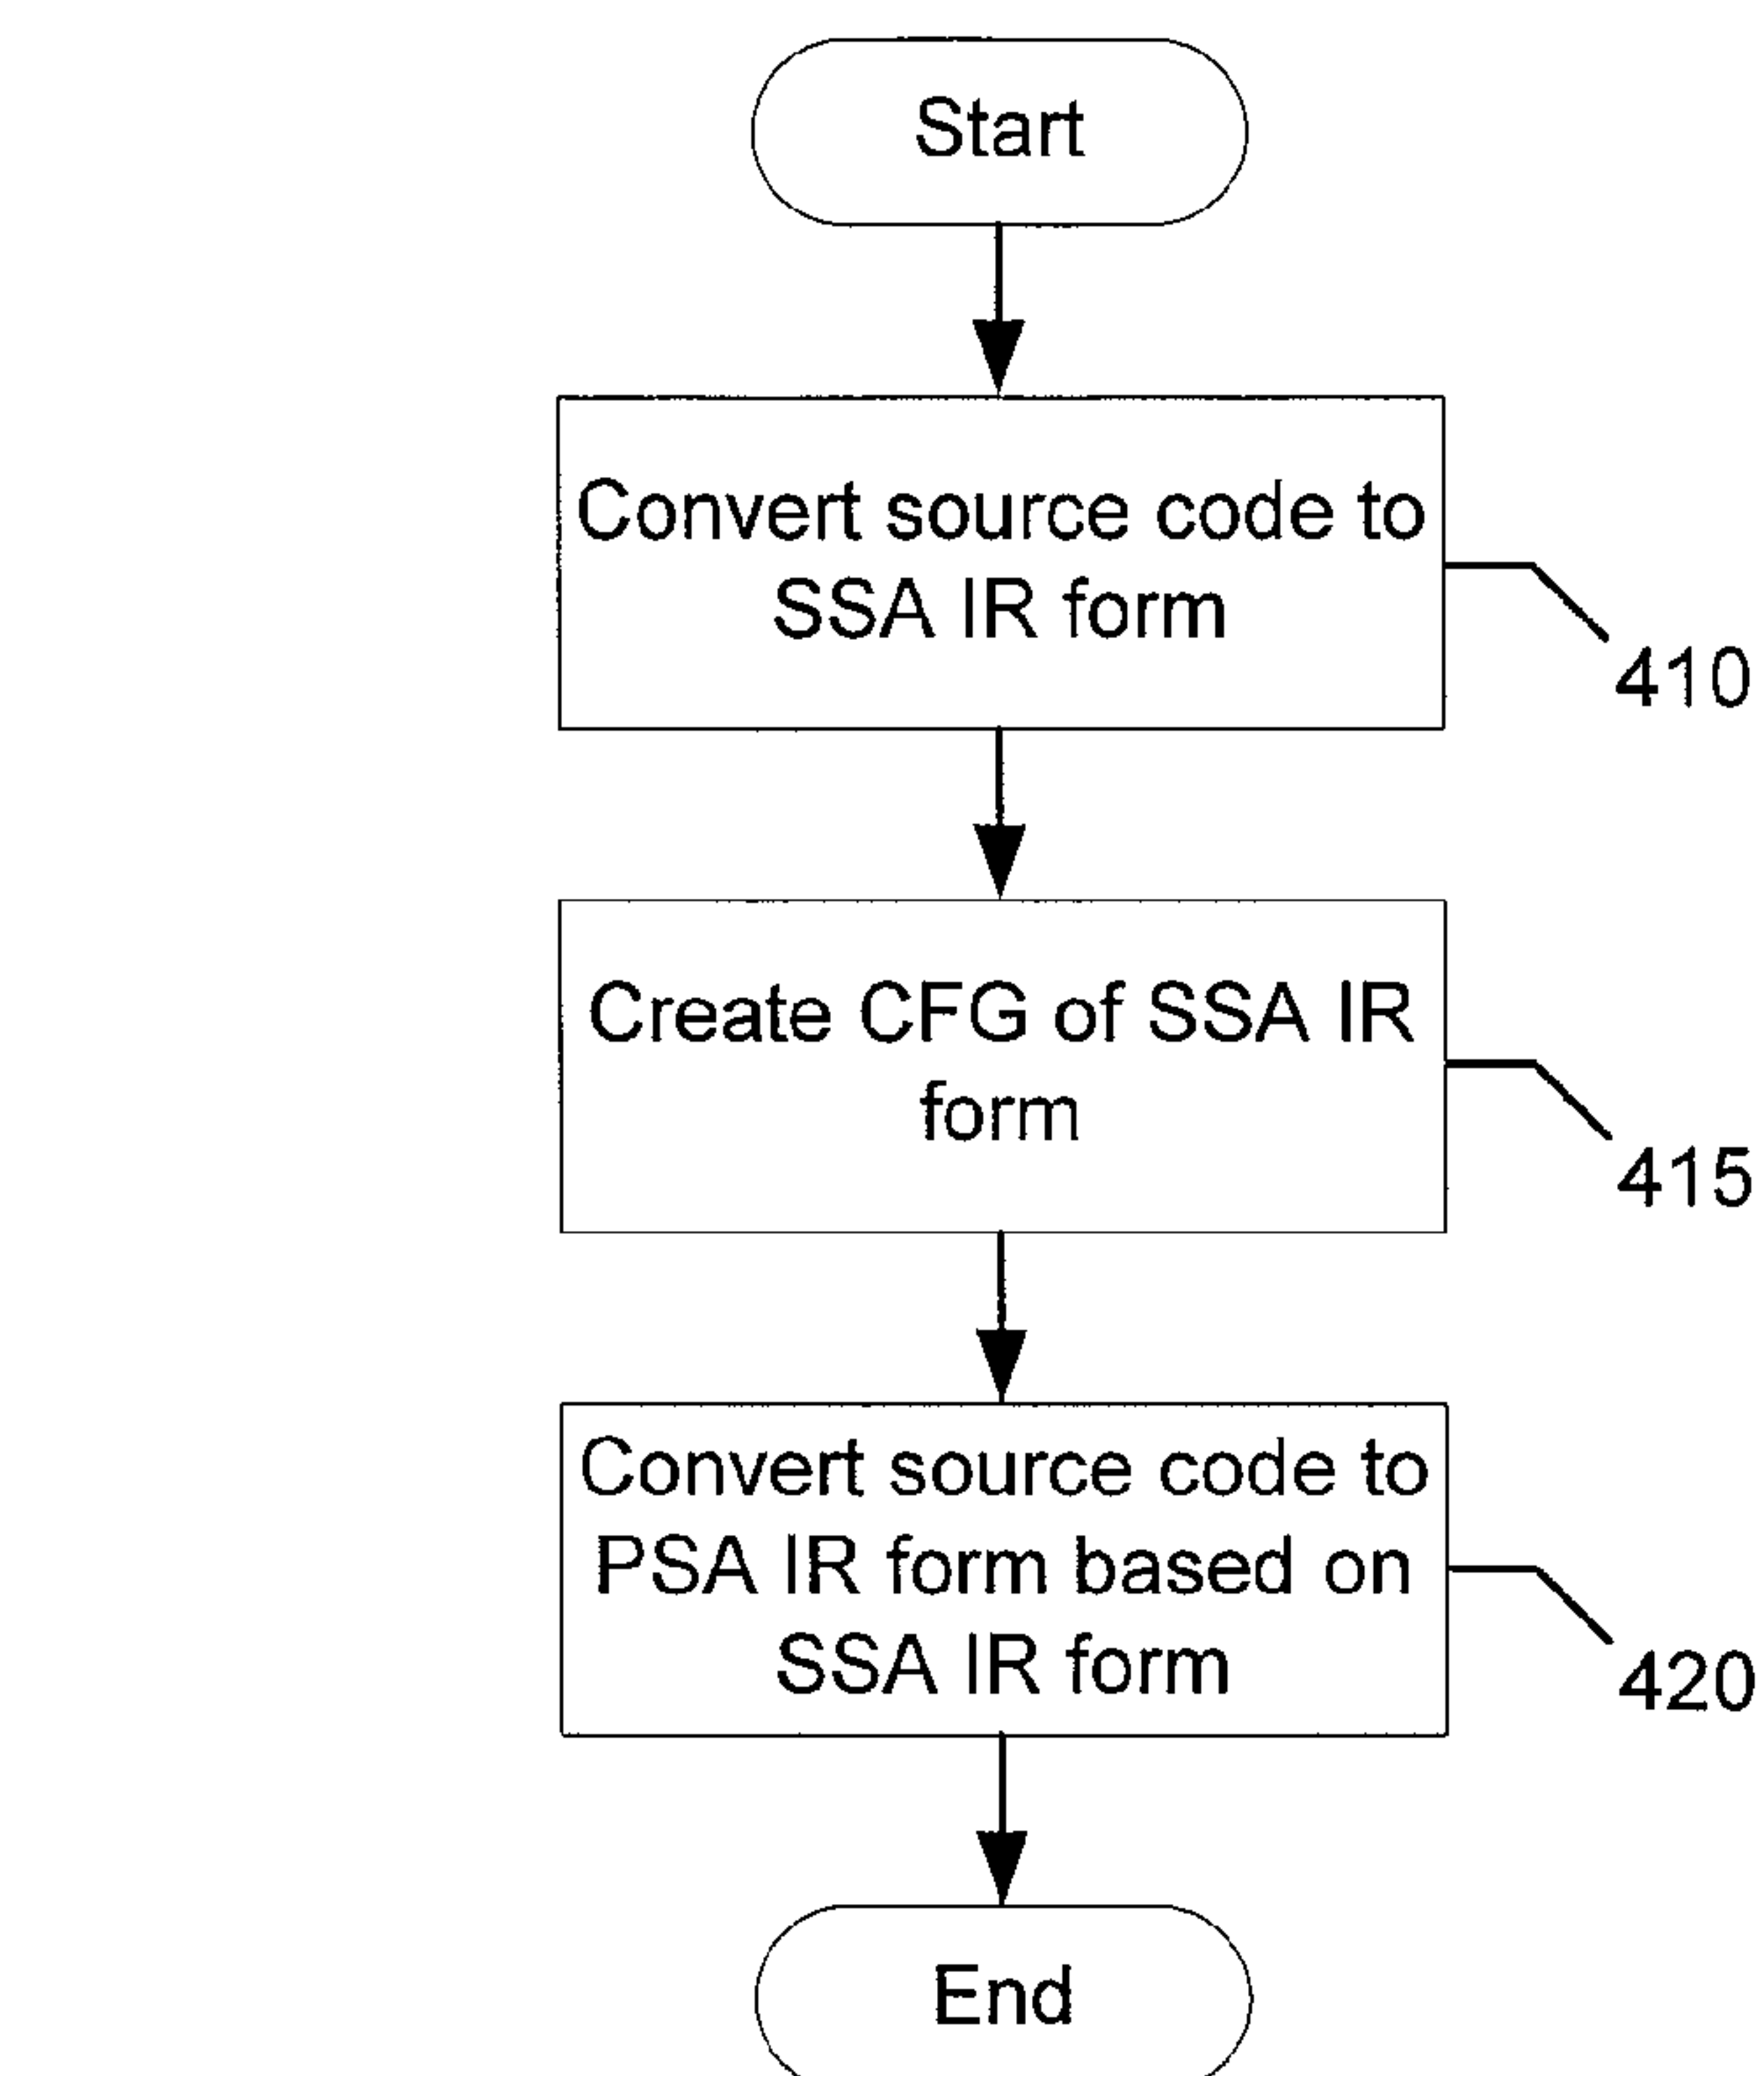 Start
Convert source code to
SSA IR form
410
Create CFG of SSA IR
form
415
Convert source code to
PSA IR form based on
SSA IR form
420
End